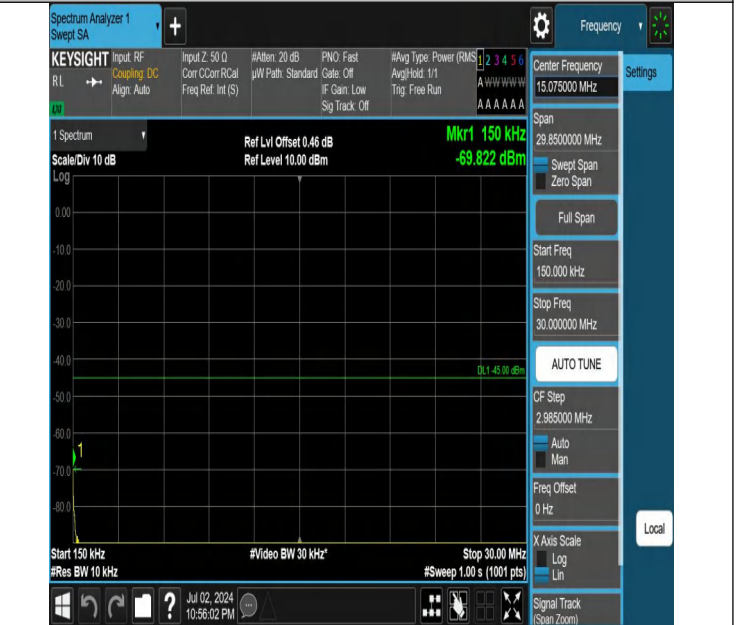 Spectrum Analyzer 1
Swept SA
+
Frequency
KEYSIGHT
RL
Input: RF
Coupling: DC
Align: Auto
Input Z: 50 Ω
Corr CCorr RCal
Freq Ref: Int (S)
#Atten: 20 dB
µW Path: Standard
PNO: Fast
Gate: Off
IF Gain: Low
Sig Track: Off
#Avg Type: Power (RMS
Avg|Hold: 1/1
Trig: Free Run
1 2 3 4 5 6
A W W W W W
A A A A A A
1 Spectrum
Scale/Div 10 dB
Log
Ref Lvl Offset 0.46 dB
Ref Level 10.00 dBm
Mkr1 150 kHz
-69.822 dBm
0.00
-10.0
-20.0
-30.0
-40.0
-50.0
-60.0
-70.0
-80.0
DL1 -45.00 dBm
1
Start 150 kHz
#Res BW 10 kHz
#Video BW 30 kHz*
Stop 30.00 MHz
#Sweep 1.00 s (1001 pts)
Center Frequency
15.075000 MHz
Settings
Span
29.8500000 MHz
Swept Span
Zero Span
Full Span
Start Freq
150.000 kHz
Stop Freq
30.000000 MHz
AUTO TUNE
CF Step
2.985000 MHz
Auto
Man
Freq Offset
0 Hz
X Axis Scale
Log
Lin
Local
Signal Track
(Span Zoom)
?
Jul 02, 2024
10:56:02 PM